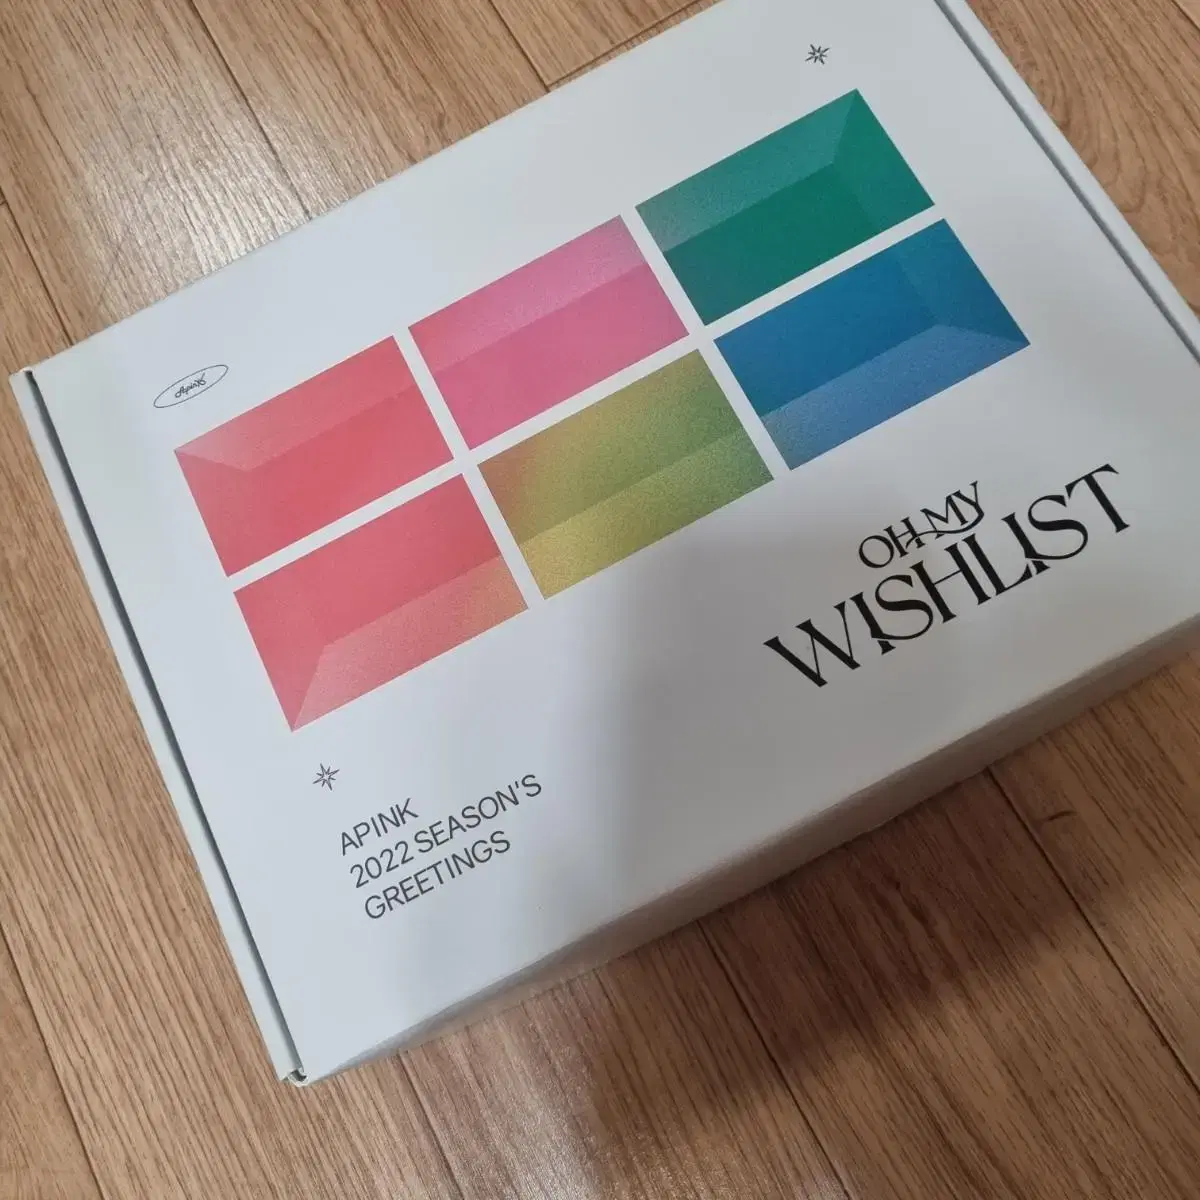 Apink
OH MY
WISHLIST
APINK
2022 SEASON'S
GREETINGS